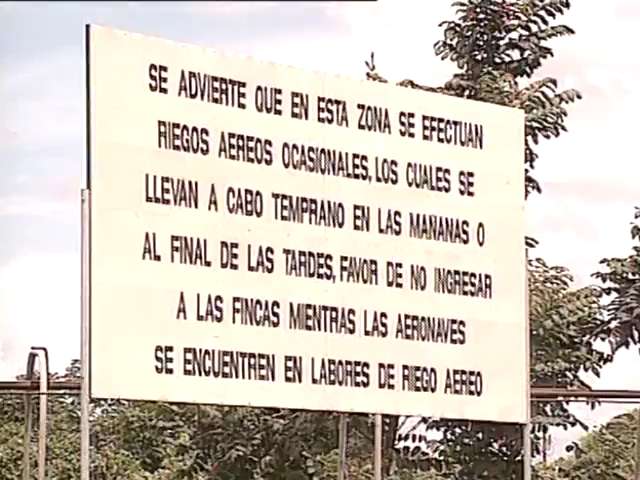 SE ADVIERTE QUE EN ESTA ZONA SE EFECTUAN
RIEGOS AEREOS OCASIONALES, LOS CUALES SE
LLEVAN A CABO TEMPRANO EN LAS MAÑANAS O
AL FINAL DE LAS TARDES, FAVOR DE NO INGRESAR
A LAS FINCAS MIENTRAS LAS AERONAVES
SE ENCUENTREN EN LABORES DE RIEGO AEREO